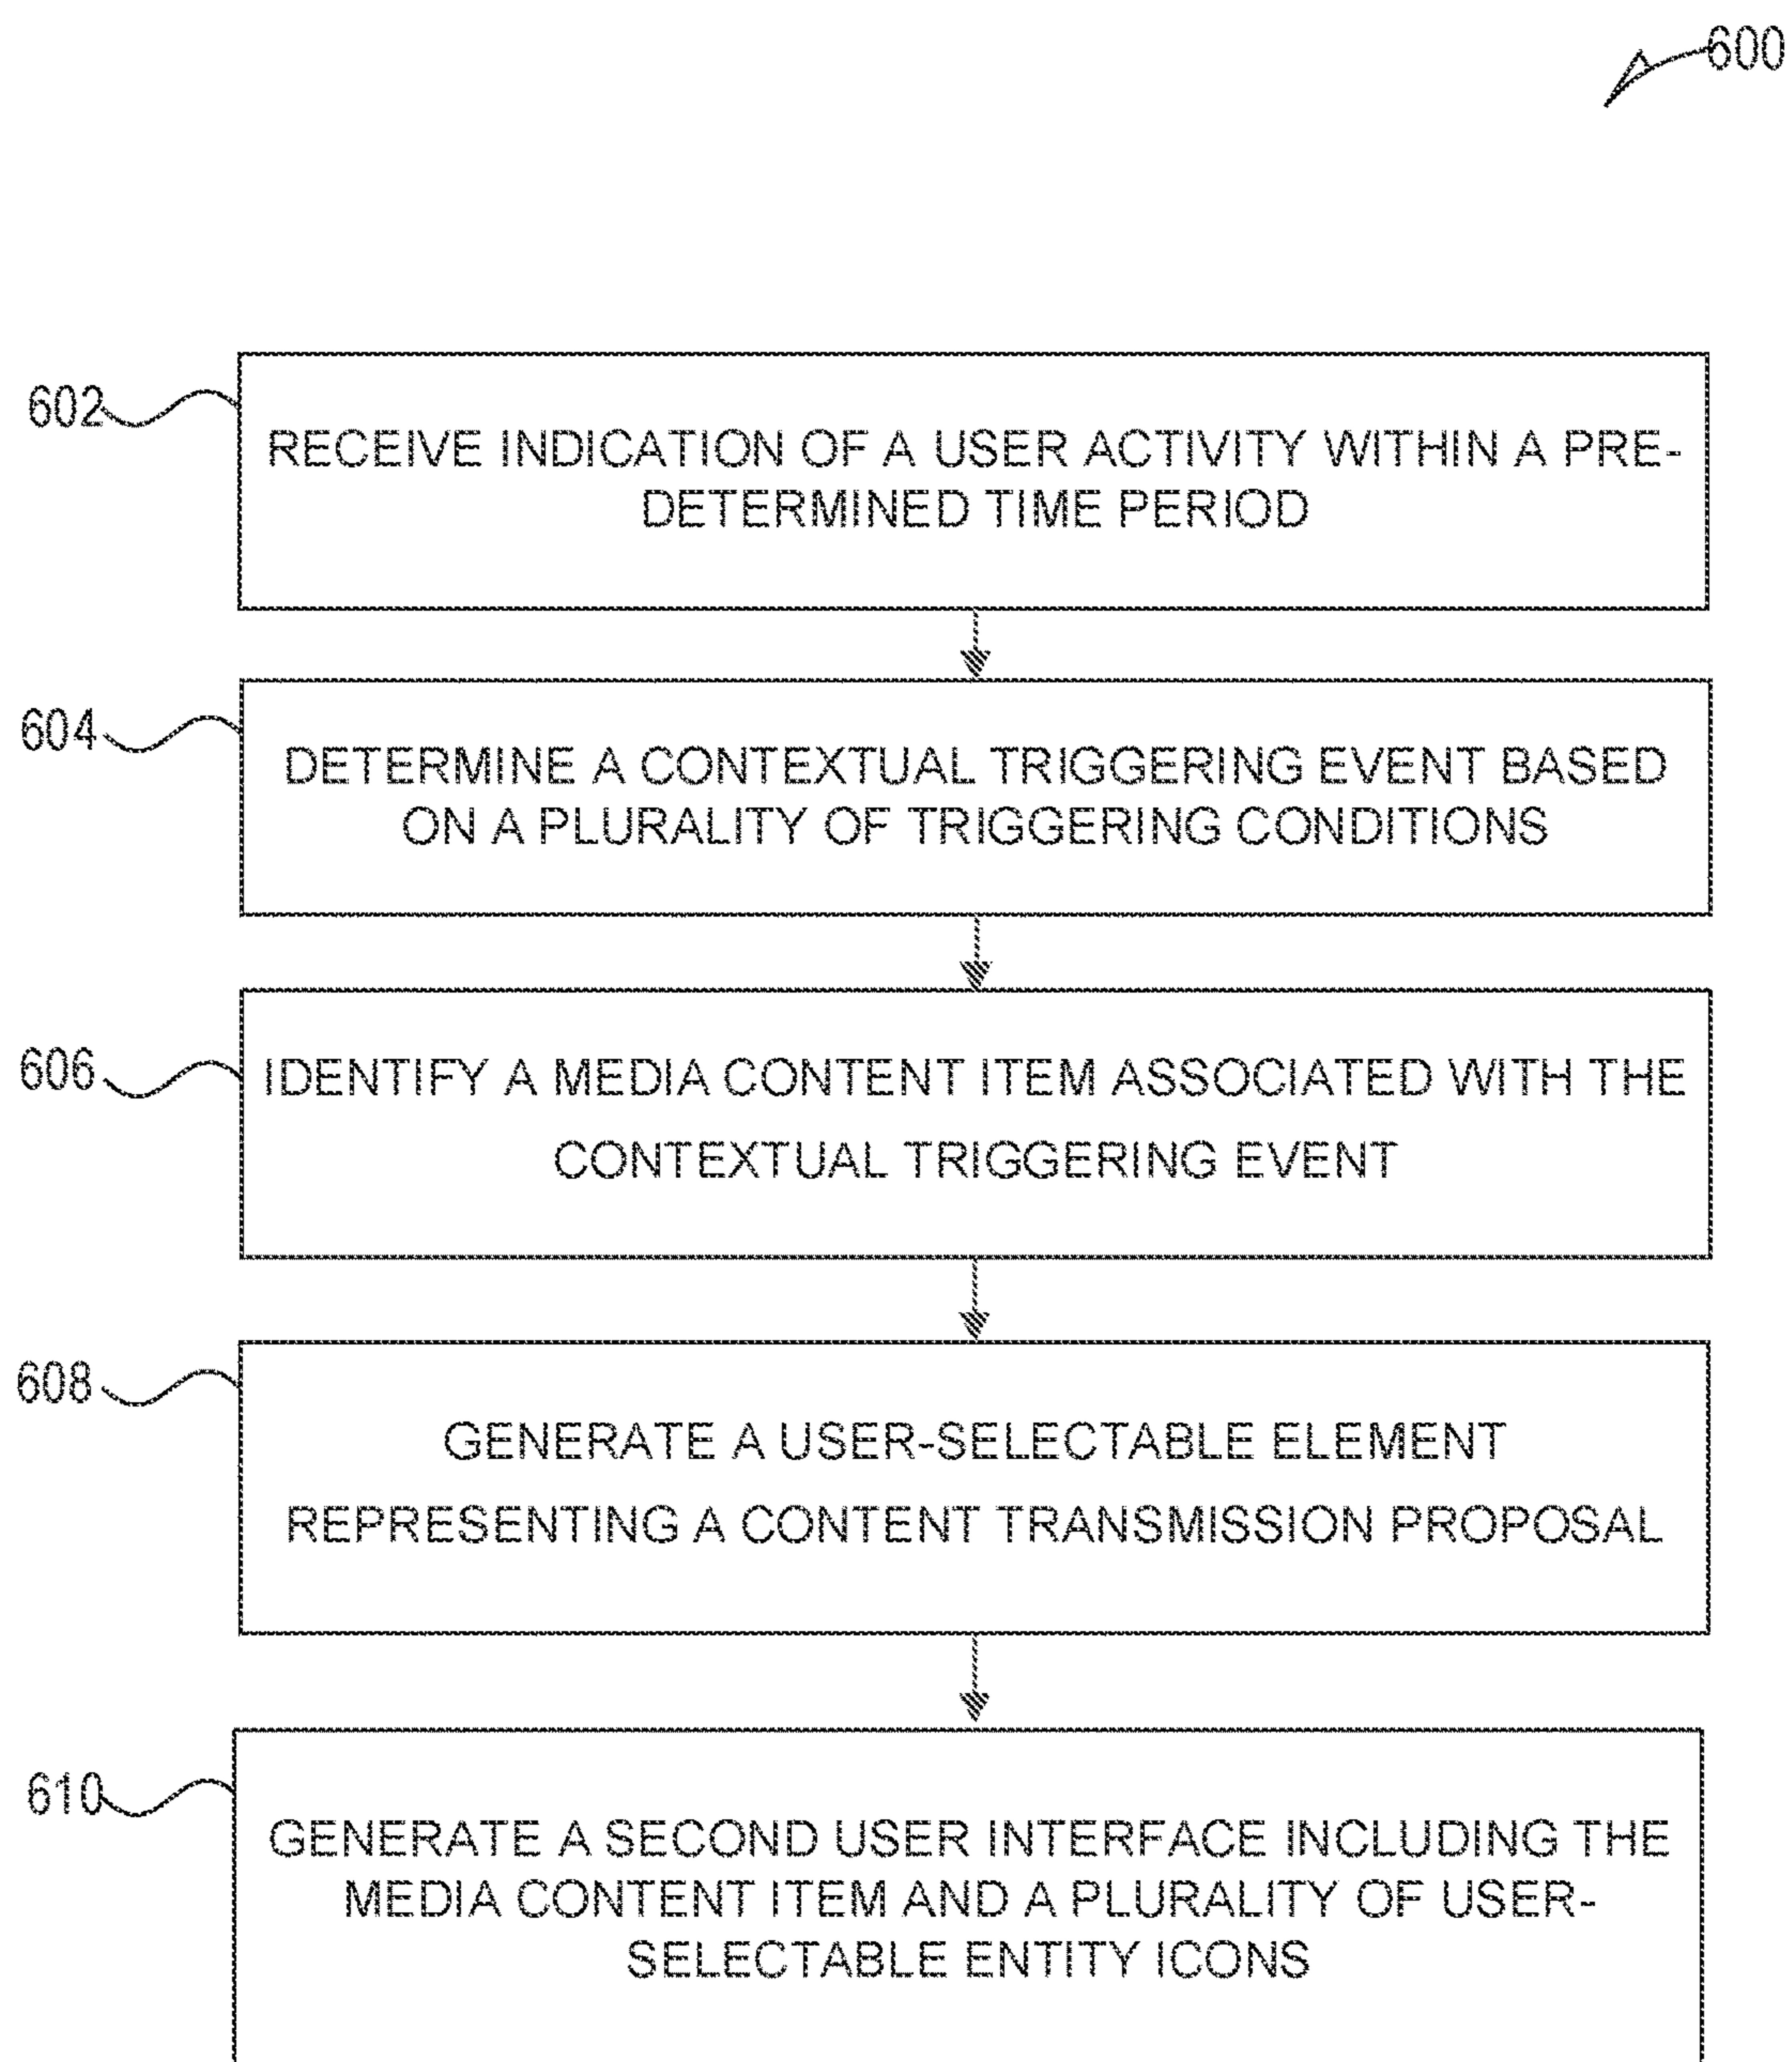 600
602
RECEIVE INDICATION OF A USER ACTIVITY WITHIN A PRE-
DETERMINED TIME PERIOD
604
DETERMINE A CONTEXTUAL TRIGGERING EVENT BASED
ON A PLURALITY OF TRIGGERING CONDITIONS
606
IDENTIFY A MEDIA CONTENT ITEM ASSOCIATED WITH THE
CONTEXTUAL TRIGGERING EVENT
608
GENERATE A USER-SELECTABLE ELEMENT
REPRESENTING A CONTENT TRANSMISSION PROPOSAL
610
GENERATE A SECOND USER INTERFACE INCLUDING THE
MEDIA CONTENT ITEM AND A PLURALITY OF USER-
SELECTABLE ENTITY ICONS